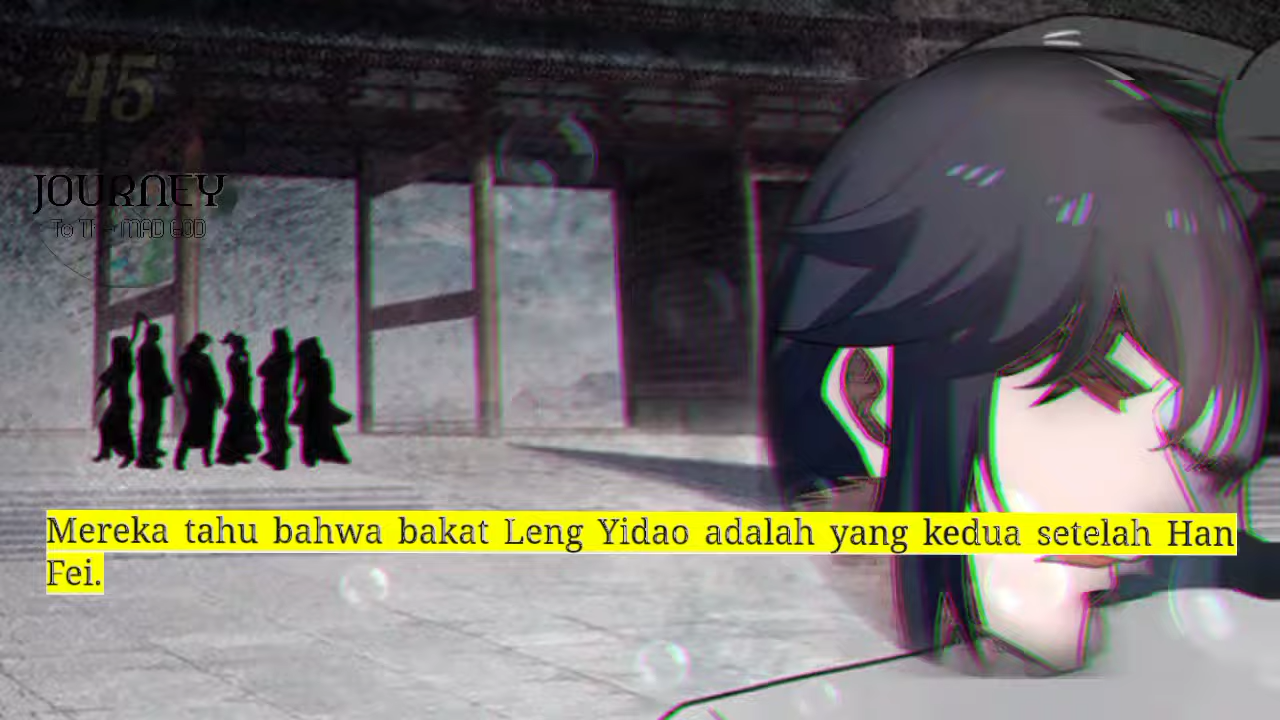 45
JOURNEY
To The MAD GOD
Mereka tahu bahwa bakat Leng Yidao adalah yang kedua setelah Han
Fei.